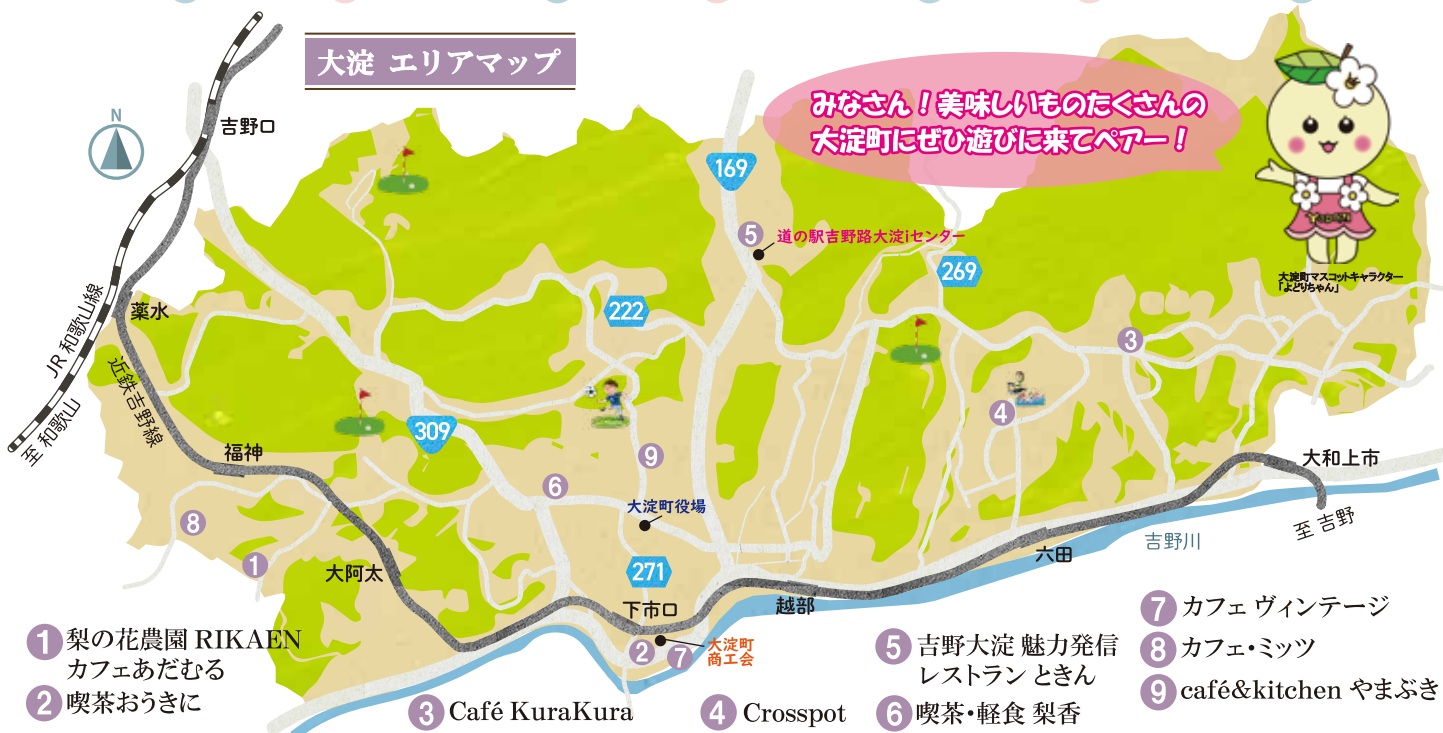 大淀 エリアマップ
みなさん！美味しいものたくさんの
大淀町にぜひ遊びに来てペアー！
N
吉野口
169
5
道の駅吉野路大淀iセンター
269
大淀町マスコットキャラクター
「よどりちゃん」
薬水
JR 和歌山線
近鉄吉野線
至 和歌山
222
3
4
309
福神
9
6
大淀町役場
大和上市
至 吉野
吉野川
8
1
大阿太
271
下市口
越部
六田
2
7
大淀町
商工会
1 梨の花農園 RIKAEN
カフェあだむる
2 喫茶おうきに
3 Café KuraKura
4 Crosspot
5 吉野大淀 魅力発信
レストラン ときん
6 喫茶・軽食 梨香
7 カフェ ヴィンテージ
8 カフェ・ミッツ
9 café&kitchen やまぶき